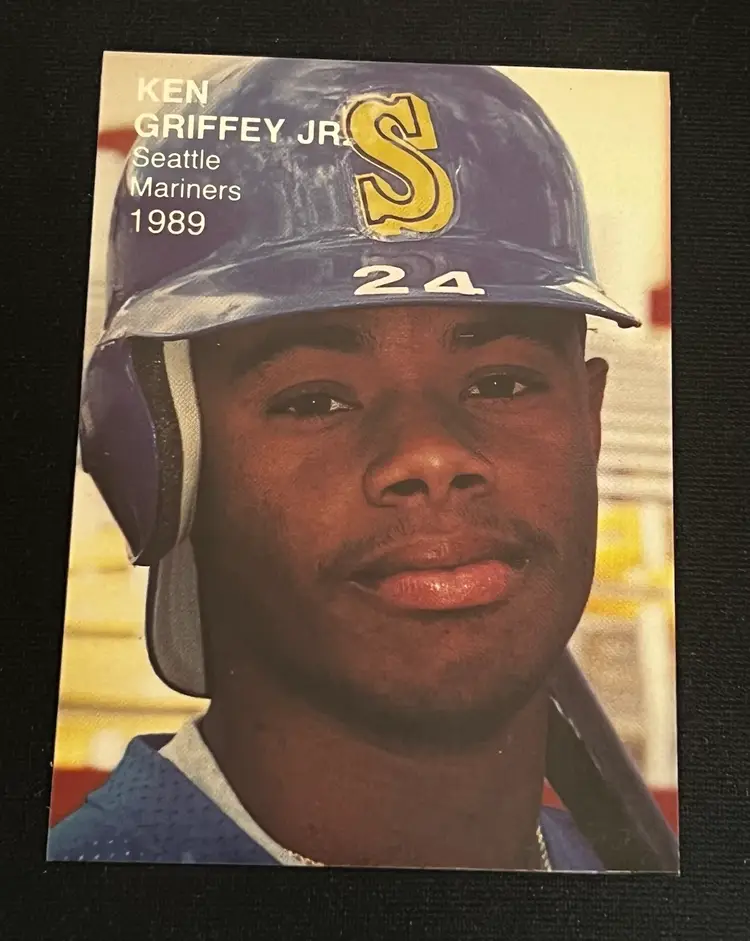 KEN
GRIFFEY JR.
Seattle
Mariners
1989
S
24